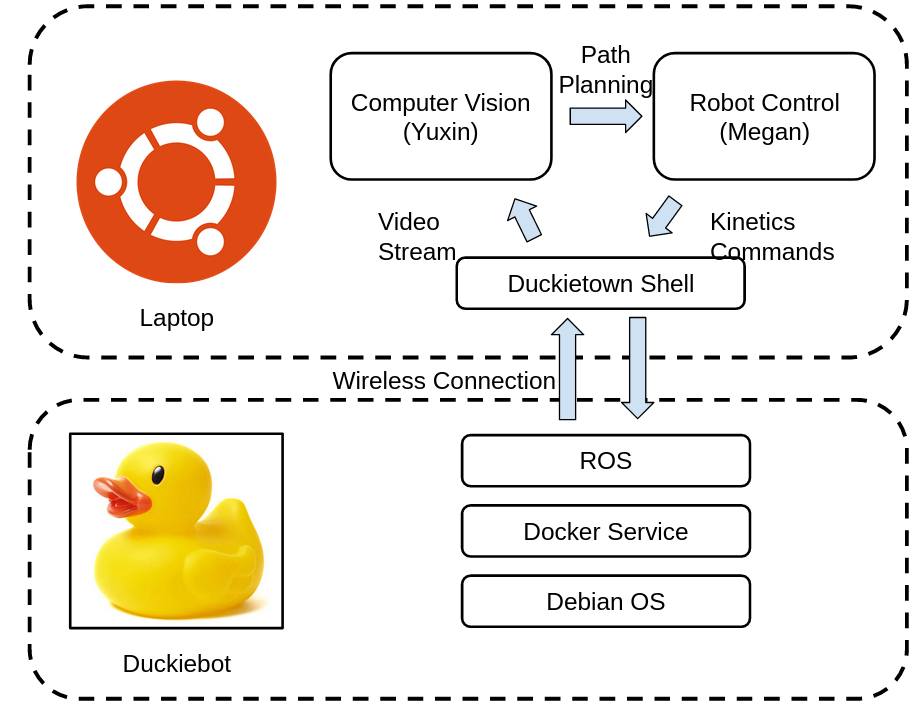 Path
Planning
Computer Vision
(Yuxin)
Robot Control
(Megan)
Video
Stream
Kinetics
Commands
Duckietown Shell
Laptop
Wireless Connection
ROS
Docker Service
Debian OS
Duckiebot